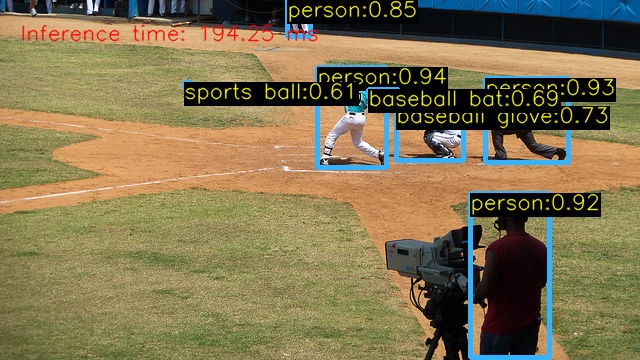 person:0.85
Inference time: 194.25 ms
person:0.94
person:0.93
sports ball:0.61
baseball bat:0.69
baseball glove:0.73
person:0.92